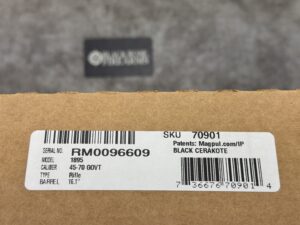 SERIAL NO. RM0096609
MODEL 1895
CALIBER 45-70 GOVT
TYPE Rifle
BARREL 16.1"
SKU 70901
Patents: Magpul.com/IP
BLACK CERAKOTE
7 36676 70901 4